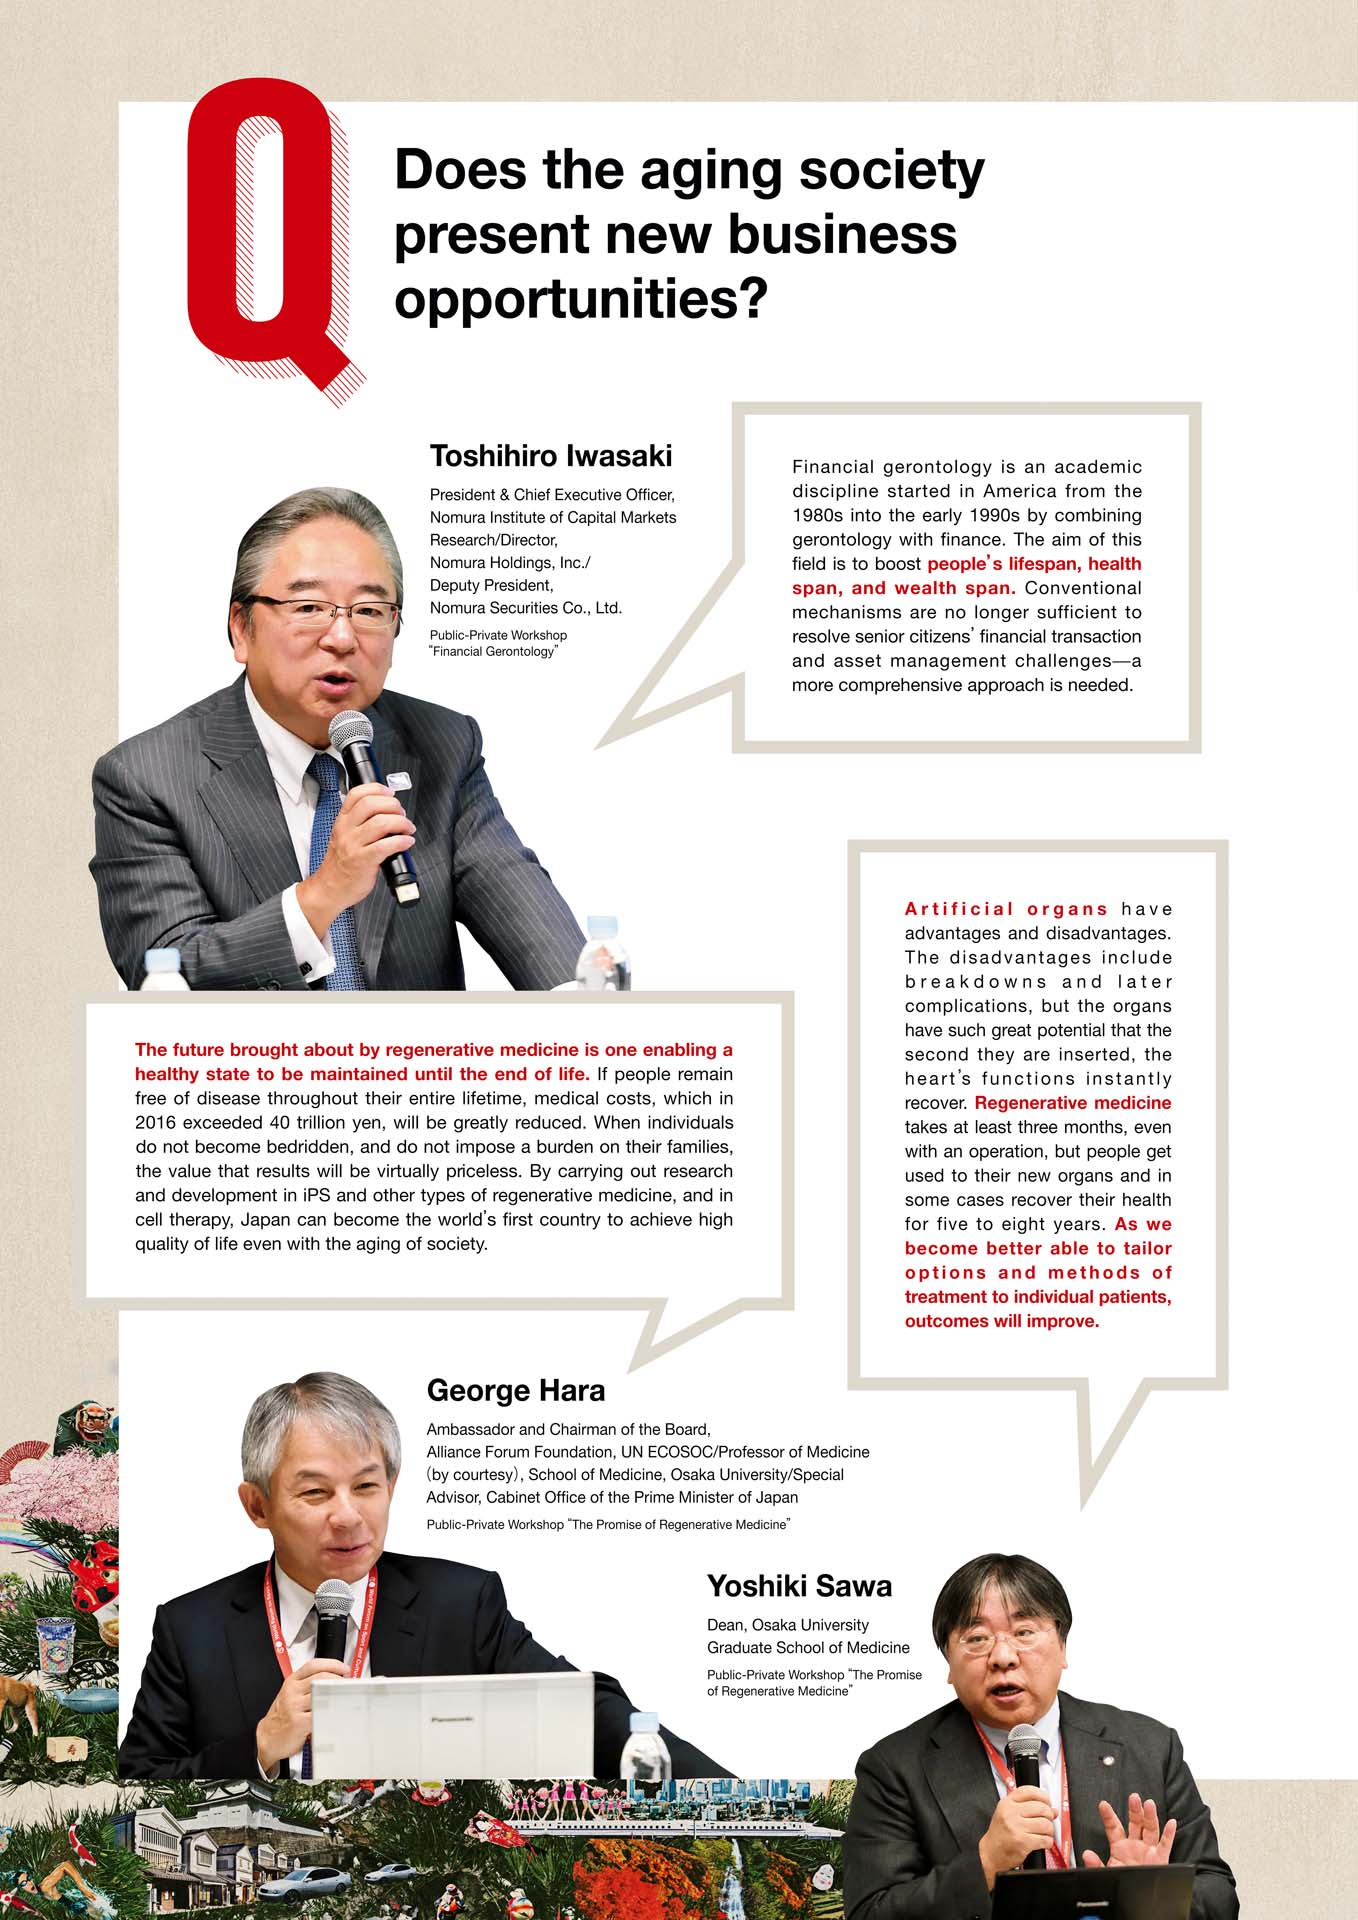 Q
Does the aging society
present new business
opportunities?
Toshihiro Iwasaki
President & Chief Executive Officer,
Nomura Institute of Capital Markets
Research/Director,
Nomura Holdings, Inc./
Deputy President,
Nomura Securities Co., Ltd.
Public-Private Workshop
“Financial Gerontology”
Financial gerontology is an academic
discipline started in America from the
1980s into the early 1990s by combining
gerontology with finance. The aim of this
field is to boost people’s lifespan, health
span, and wealth span. Conventional
mechanisms are no longer sufficient to
resolve senior citizens’ financial transaction
and asset management challenges—a
more comprehensive approach is needed.
The future brought about by regenerative medicine is one enabling a
healthy state to be maintained until the end of life. If people remain
free of disease throughout their entire lifetime, medical costs, which in
2016 exceeded 40 trillion yen, will be greatly reduced. When individuals
do not become bedridden, and do not impose a burden on their families,
the value that results will be virtually priceless. By carrying out research
and development in iPS and other types of regenerative medicine, and in
cell therapy, Japan can become the world’s first country to achieve high
quality of life even with the aging of society.
George Hara
Ambassador and Chairman of the Board,
Alliance Forum Foundation, UN ECOSOC/Professor of Medicine
(by courtesy), School of Medicine, Osaka University/Special
Advisor, Cabinet Office of the Prime Minister of Japan
Public-Private Workshop “The Promise of Regenerative Medicine”
Artificial organs have
advantages and disadvantages.
The disadvantages include
breakdowns and later
complications, but the organs
have such great potential that the
second they are inserted, the
heart’s functions instantly
recover. Regenerative medicine
takes at least three months, even
with an operation, but people get
used to their new organs and in
some cases recover their health
for five to eight years. As we
become better able to tailor
options and methods of
treatment to individual patients,
outcomes will improve.
Yoshiki Sawa
Dean, Osaka University
Graduate School of Medicine
Public-Private Workshop “The Promise
of Regenerative Medicine”
Panasonic
Panasonic
寿